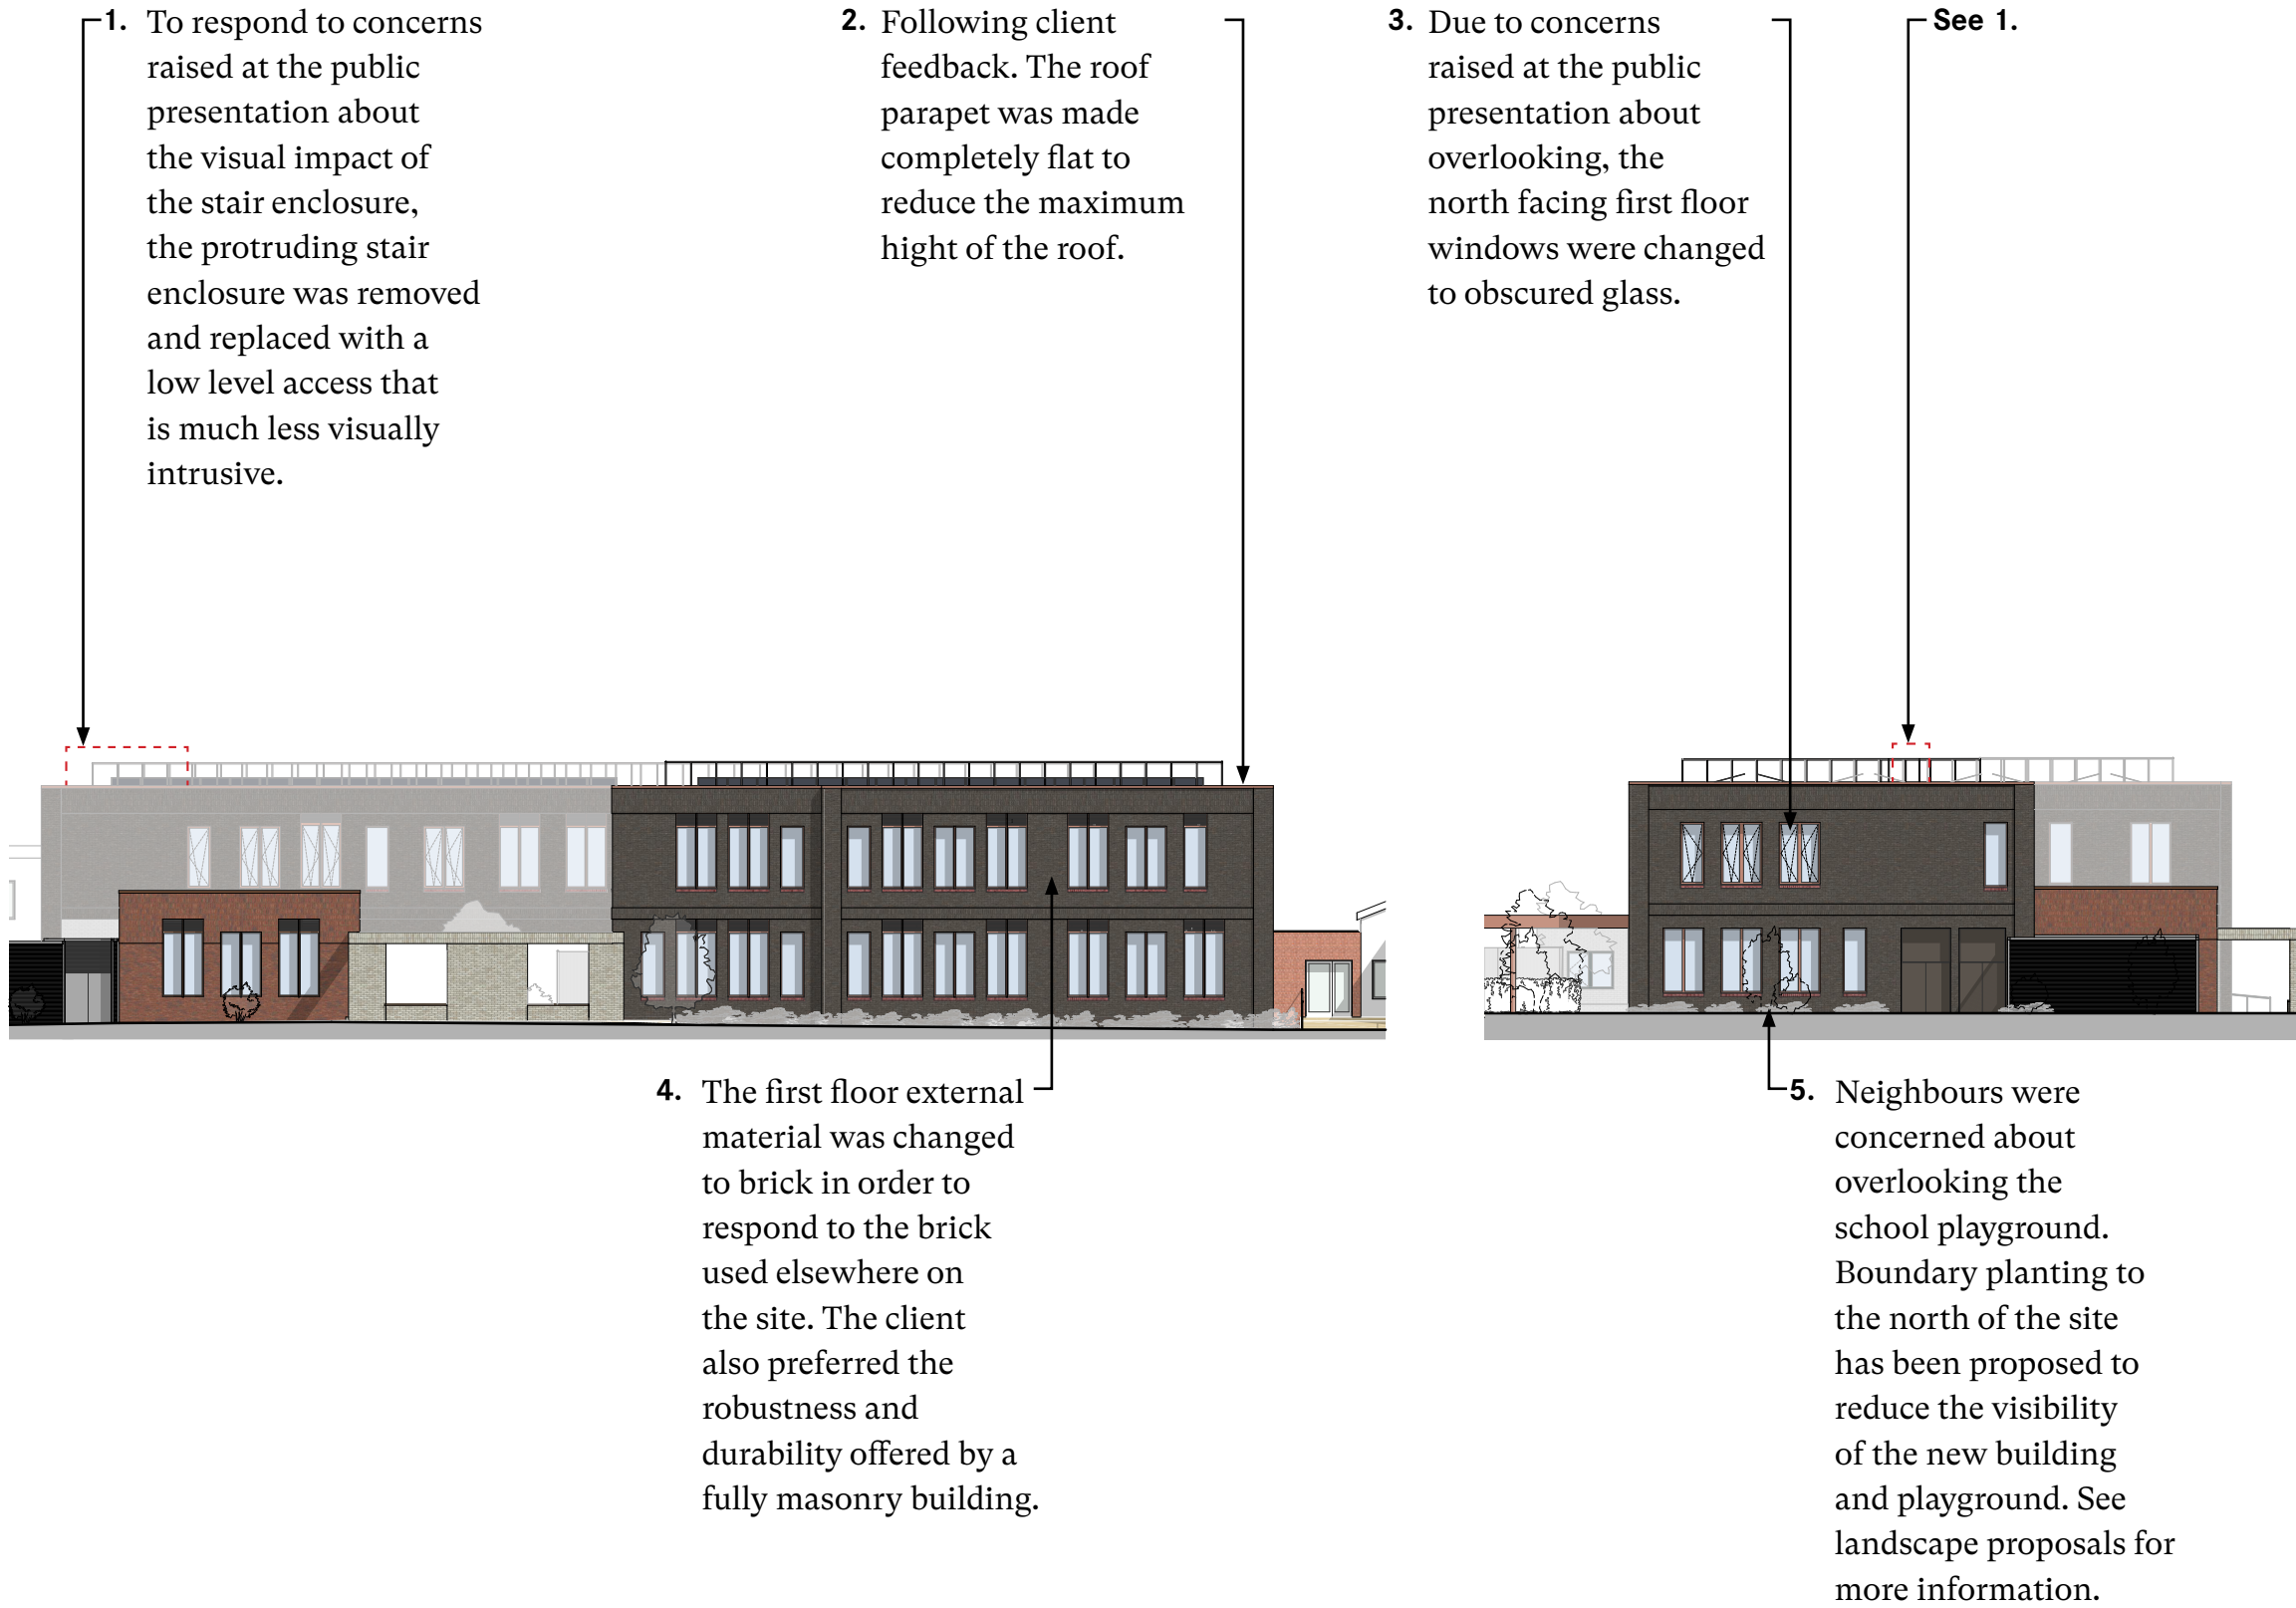 1. To respond to concerns
raised at the public
presentation about
the visual impact of
the stair enclosure,
the protruding stair
enclosure was removed
and replaced with a
low level access that
is much less visually
intrusive.
2. Following client
feedback. The roof
parapet was made
completely flat to
reduce the maximum
hight of the roof.
3. Due to concerns
raised at the public
presentation about
overlooking, the
north facing first floor
windows were changed
to obscured glass.
See 1.
4. The first floor external
material was changed
to brick in order to
respond to the brick
used elsewhere on
the site. The client
also preferred the
robustness and
durability offered by a
fully masonry building.
5. Neighbours were
concerned about
overlooking the
school playground.
Boundary planting to
the north of the site
has been proposed to
reduce the visibility
of the new building
and playground. See
landscape proposals for
more information.